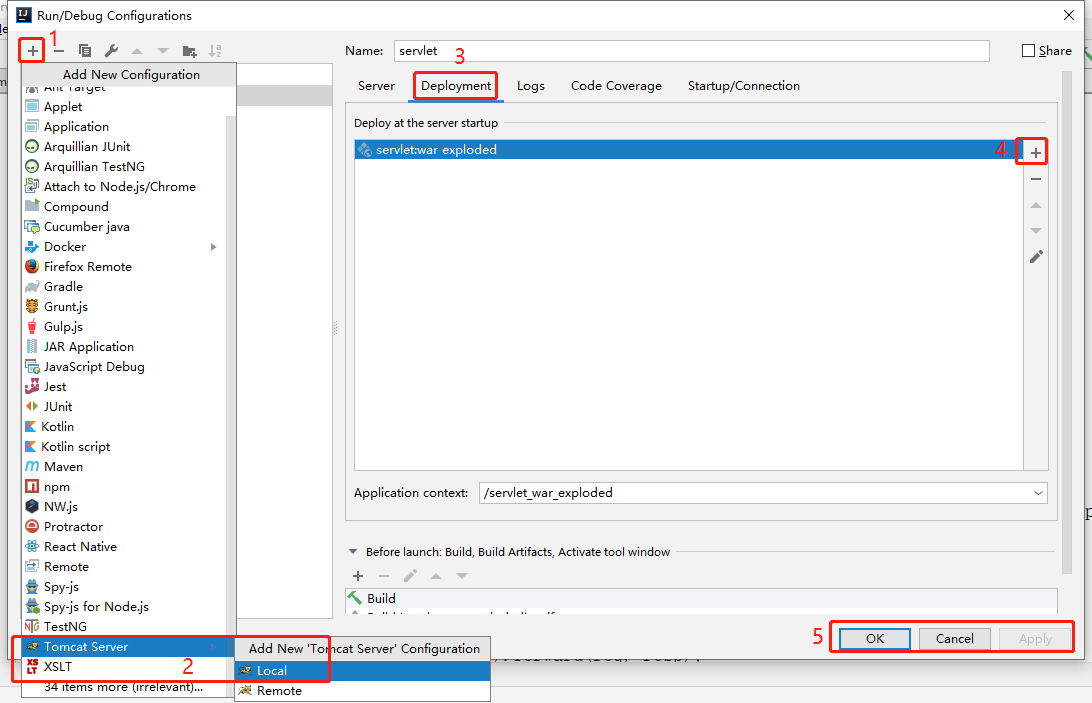 Run/Debug Configurations
1
Name: servlet
Share
Add New Configuration
3
Ant Target
Applet
Application
Arquillian JUnit
Arquillian TestNG
Attach to Node.js/Chrome
Compound
Cucumber java
Docker
Firefox Remote
Gradle
Grunt.js
Gulp.js
JAR Application
JavaScript Debug
Jest
JUnit
Kotlin
Kotlin script
Maven
npm
NW.js
Protractor
React Native
Remote
Spy-js
Spy-js for Node.js
TestNG
Tomcat Server
XSLT
2
34 items more (irrelevant)...
Add New 'Tomcat Server' Configuration
Local
Remote
Server Deployment Logs Code Coverage Startup/Connection
Deploy at the server startup
servlet:war exploded
4
Application context: /servlet_war_exploded
Before launch: Build, Build Artifacts, Activate tool window
Build
5
OK Cancel Apply